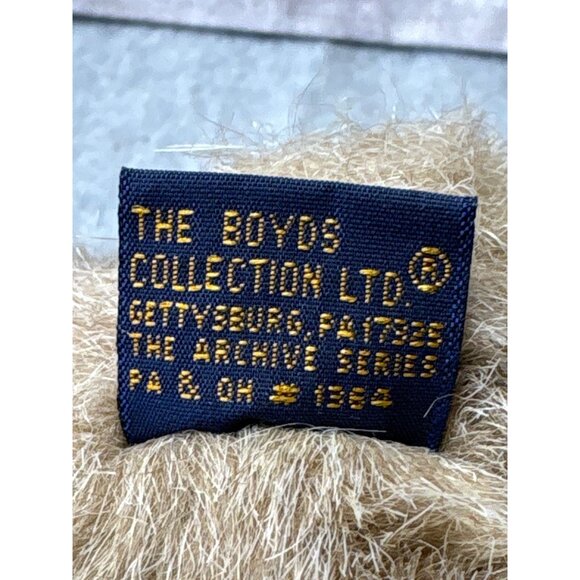 THE BOYDS
COLLECTION LTD.®
GETTYSBURG, PA 17325
THE ARCHIVE SERIES
PA & OH # 1364